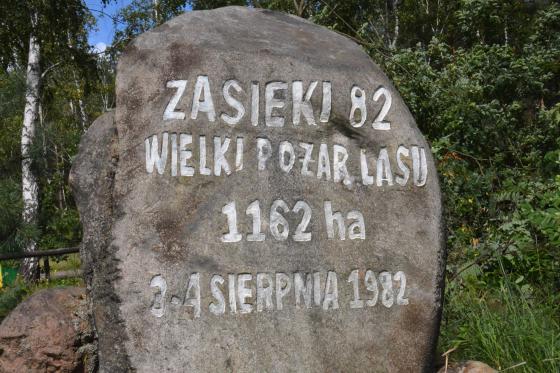 ZASIEKI 82
WIELKI POŻAR LASU
1162 ha
3-4 SIERPNIA 1982